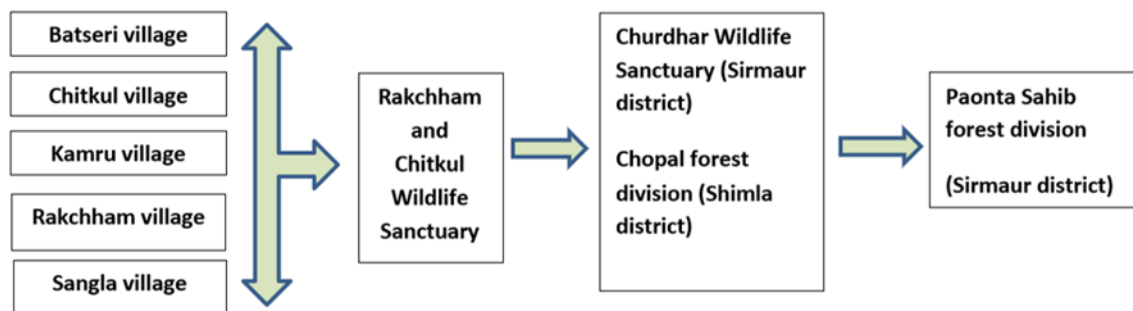 Batseri village
Chitkul village
Kamru village
Rakchham village
Sangla village
Rakchham
and
Chitkul
Wildlife
Sanctuary
Churdhar Wildlife
Sanctuary (Sirmaur
district)
Chopal forest
division (Shimla
district)
Paonta Sahib
forest division
(Sirmaur district)